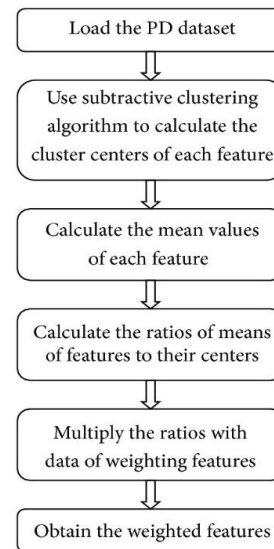 Load the PD dataset
Use subtractive clustering
algorithm to calculate the
cluster centers of each feature
Calculate the mean values
of each feature
Calculate the ratios of means
of features to their centers
Multiply the ratios with
data of weighting features
Obtain the weighted features